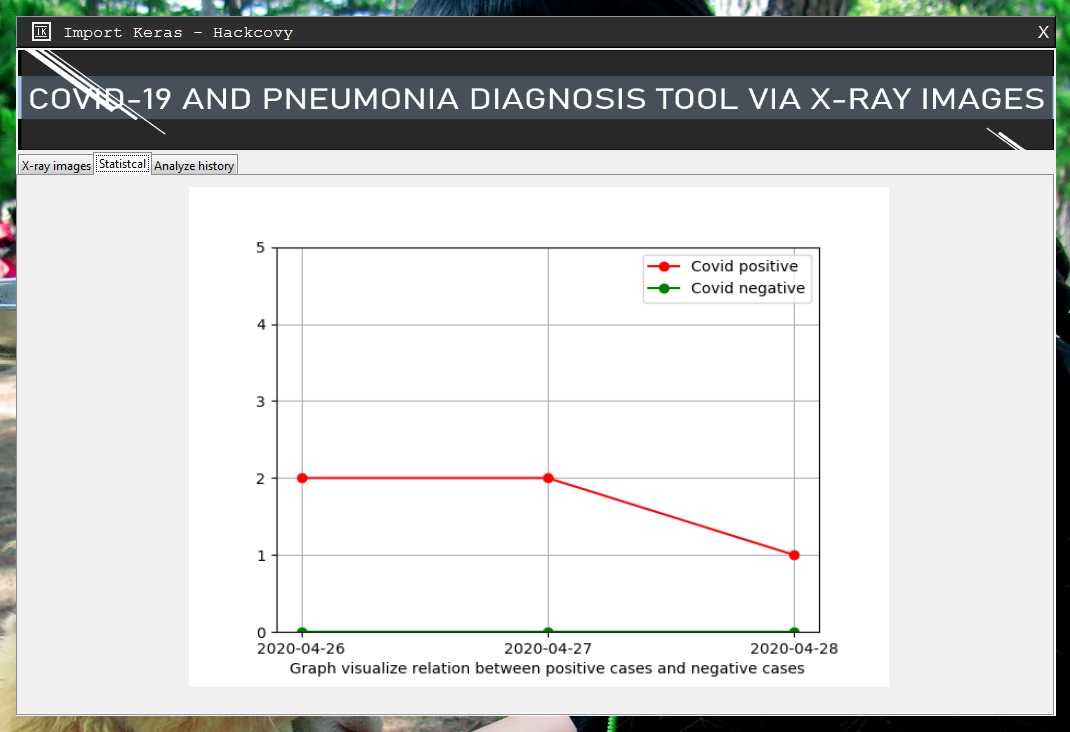 TK Import Keras - Hackcovy X
COVID-19 AND PNEUMONIA DIAGNOSIS TOOL VIA X-RAY IMAGES
X-ray images Statistcal Analyze history
5
Covid positive
Covid negative
4
3
2
1
0
2020-04-26 2020-04-27 2020-04-28
Graph visualize relation between positive cases and negative cases